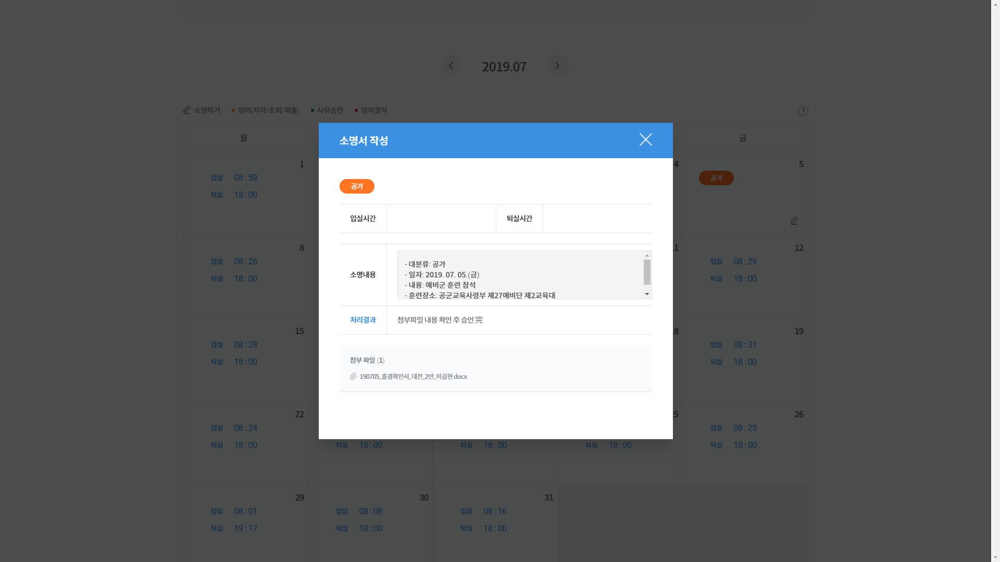 2019.07
소명하기 임의(지각/조퇴/외출) 사유승인 임의결석 ?
월 금
소명서 작성
공가
입실시간 퇴실시간
소명내용
- 대분류: 공가
- 일자: 2019. 07. 05.(금)
- 내용: 예비군 훈련 참석
- 훈련장소: 공군교육사령부 제27예비단 제2교육대
처리결과 첨부파일 내용 확인 후 승인 完
첨부 파일 (1)
190705_출결확인서_대전_2반_이길현.docx
1 4 5
입실 08 : 59 공가
퇴실 18 : 00
8 11 12
입실 08 : 26 입실 08 : 29
퇴실 18 : 00 퇴실 18 : 00
15 18 19
입실 08 : 28 입실 08 : 31
퇴실 18 : 00 퇴실 18 : 00
22 25 26
입실 08 : 24 입실 08 : 25
퇴실 18 : 00 퇴실 18 : 00 퇴실 18 : 00 퇴실 18 : 00 퇴실 18 : 00
29 30 31
입실 08 : 01 입실 08 : 08 입실 08 : 16
퇴실 19 : 17 퇴실 18 : 00 퇴실 18 : 00